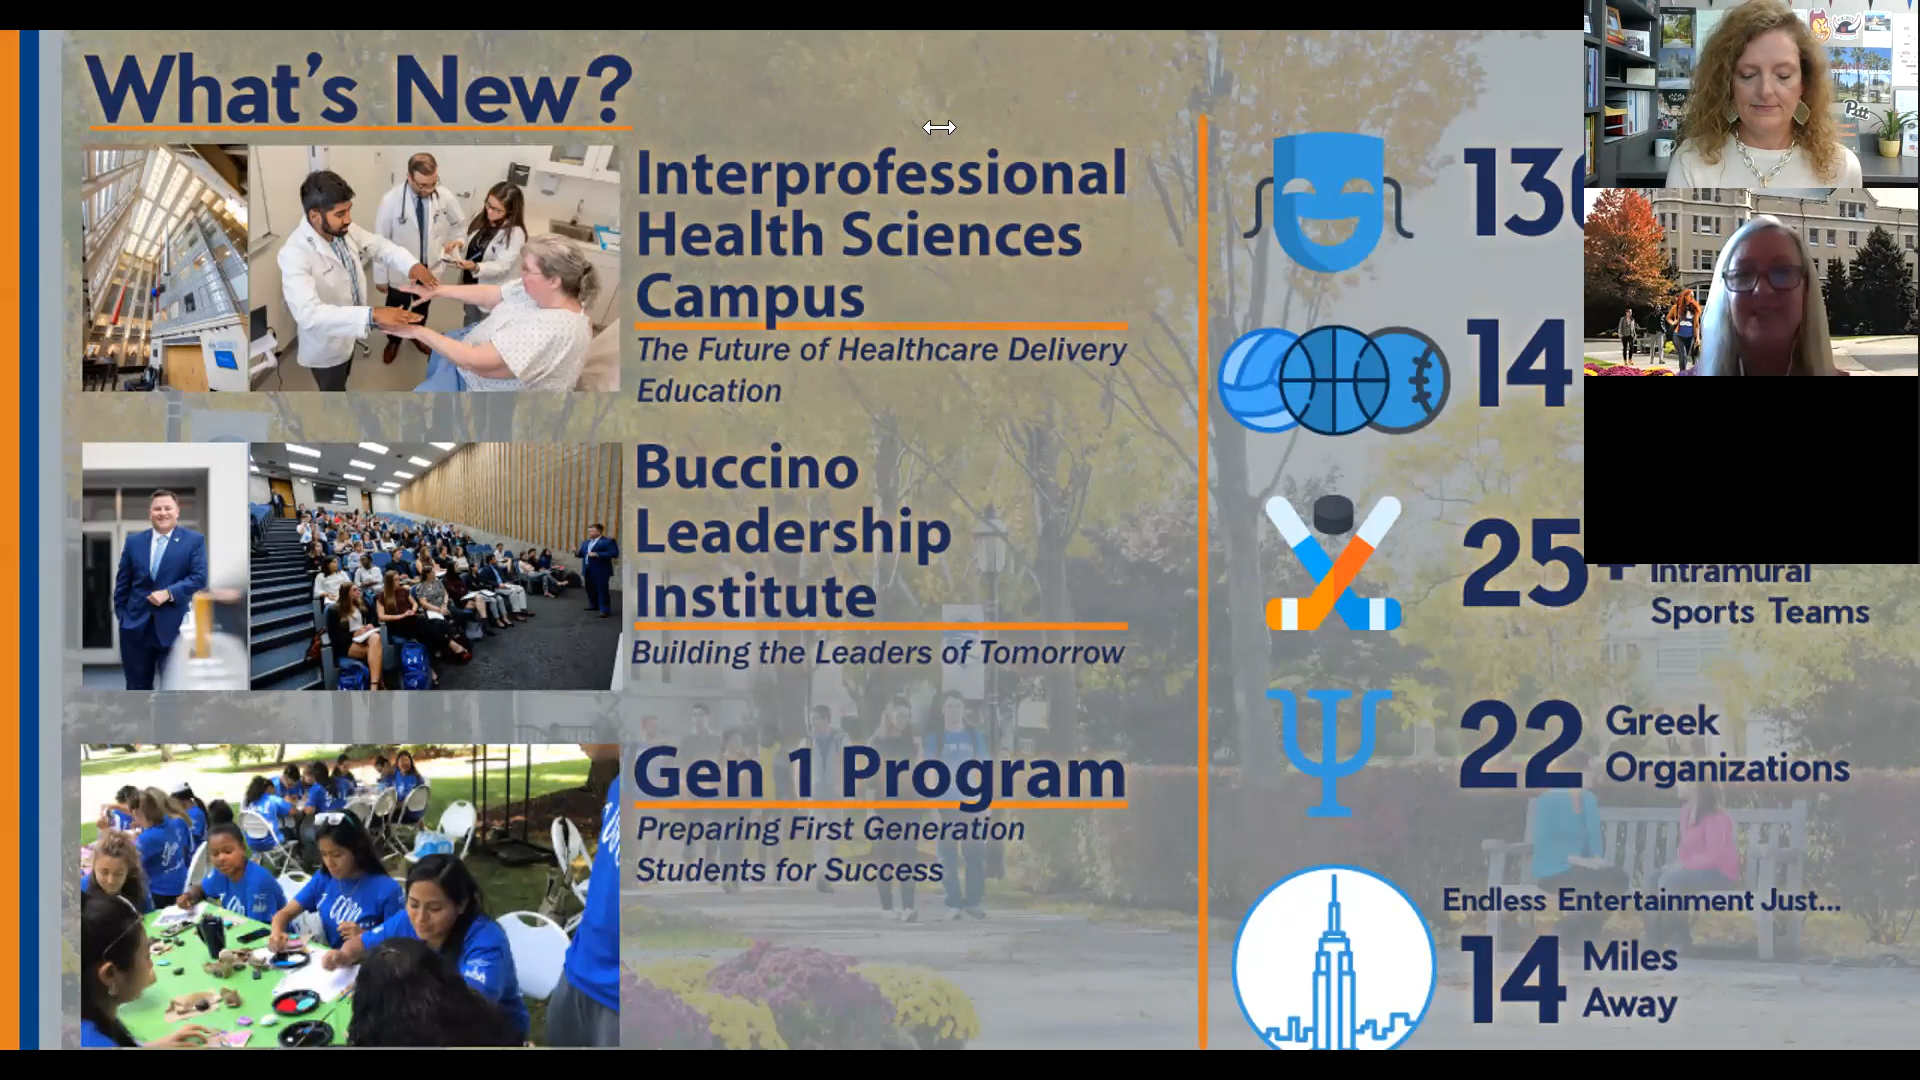 What's New?
Interprofessional
Health Sciences
Campus
The Future of Healthcare Delivery
Education
Buccino
Leadership
Institute
Building the Leaders of Tomorrow
Gen 1 Program
Preparing First Generation
Students for Success
14
25+
Intramural
Sports Teams
22
Greek
Organizations
Endless Entertainment Just...
14
Miles
Away
Pitt